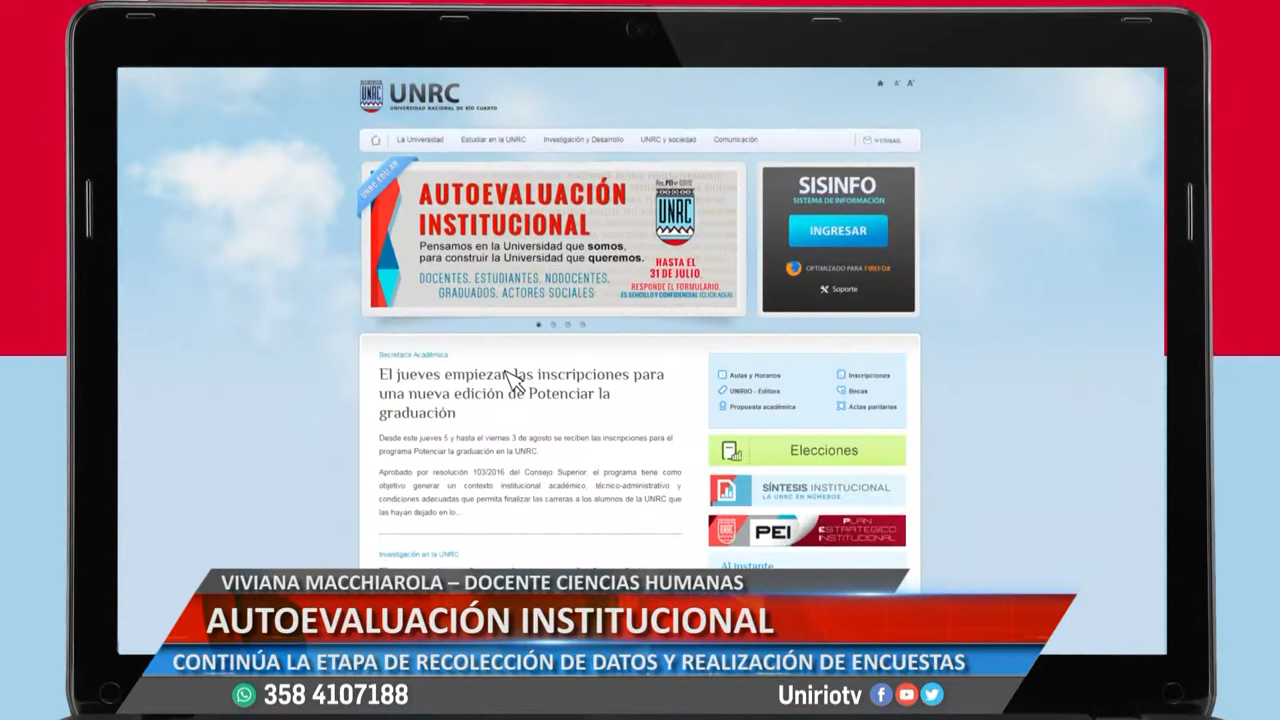 UNRC
UNIVERSIDAD NACIONAL DE RÍO CUARTO
A-
A+
La Universidad
Estudiar en la UNRC
Investigación y Desarrollo
UNRC y sociedad
Comunicación
WEBMAIL
UNRC.EDU.AR
AUTOEVALUACIÓN
INSTITUCIONAL
Pensamos en la Universidad que somos,
para construir la Universidad que queremos.
DOCENTES, ESTUDIANTES, NODOCENTES,
GRADUADOS, ACTORES SOCIALES
UNRC
HASTA EL
31 DE JULIO,
RESPONDE EL FORMULARIO,
ES SENCILLO Y CONFIDENCIAL (CLICK AQUÍ)
SISINFO
SISTEMA DE INFORMACIÓN
INGRESAR
OPTIMIZADO PARA FIREFOX
Soporte
Secretaría Académica
El jueves empiezan las inscripciones para
una nueva edición de Potenciar la
graduación
Desde este jueves 5 y hasta el viernes 3 de agosto se reciben las inscripciones para el
programa Potenciar la graduación en la UNRC.
Aprobado por resolución 103/2016 del Consejo Superior, el programa tiene como
objetivo generar un contexto institucional académico, técnico-administrativo y
condiciones adecuadas que permita finalizar las carreras a los alumnos de la UNRC que
las hayan dejado en lo...
Investigación en la UNRC
Aulas y Horarios
Inscripciones
UNIRIO - Editora
Becas
Propuesta académica
Actas paritarias
Elecciones
SÍNTESIS INSTITUCIONAL
LA UNRC EN NÚMEROS.
PEI
PLAN
ESTRATEGICO
INSTITUCIONAL
Al instante
VIVIANA MACCHIAROLA – DOCENTE CIENCIAS HUMANAS
AUTOEVALUACIÓN INSTITUCIONAL
CONTINÚA LA ETAPA DE RECOLECCIÓN DE DATOS Y REALIZACIÓN DE ENCUESTAS
358 4107188
Uniriotv